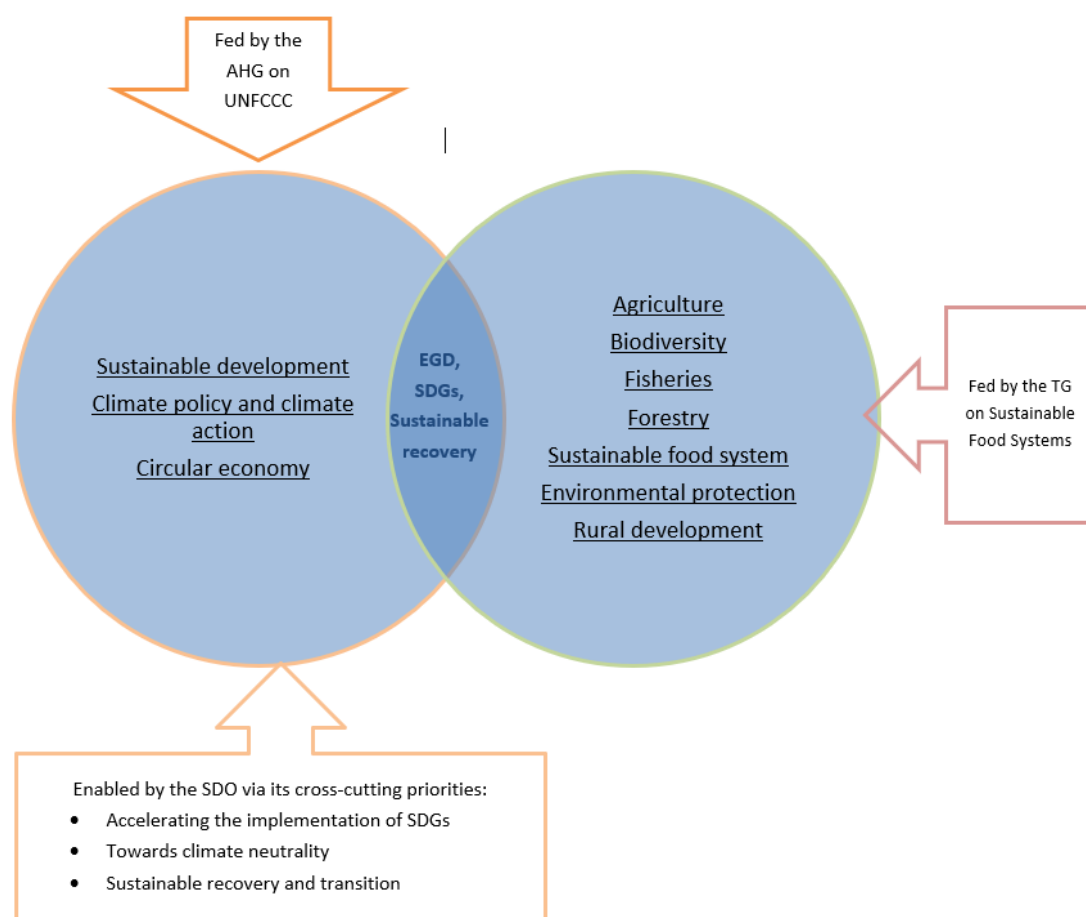 Fed by the
AHG on
UNFCCC
Sustainable development
Climate policy and climate
action
Circular economy
EGD,
SDGs,
Sustainable
recovery
Agriculture
Biodiversity
Fisheries
Forestry
Sustainable food system
Environmental protection
Rural development
Fed by the TG
on Sustainable
Food Systems
Enabled by the SDO via its cross-cutting priorities:
• Accelerating the implementation of SDGs
• Towards climate neutrality
• Sustainable recovery and transition